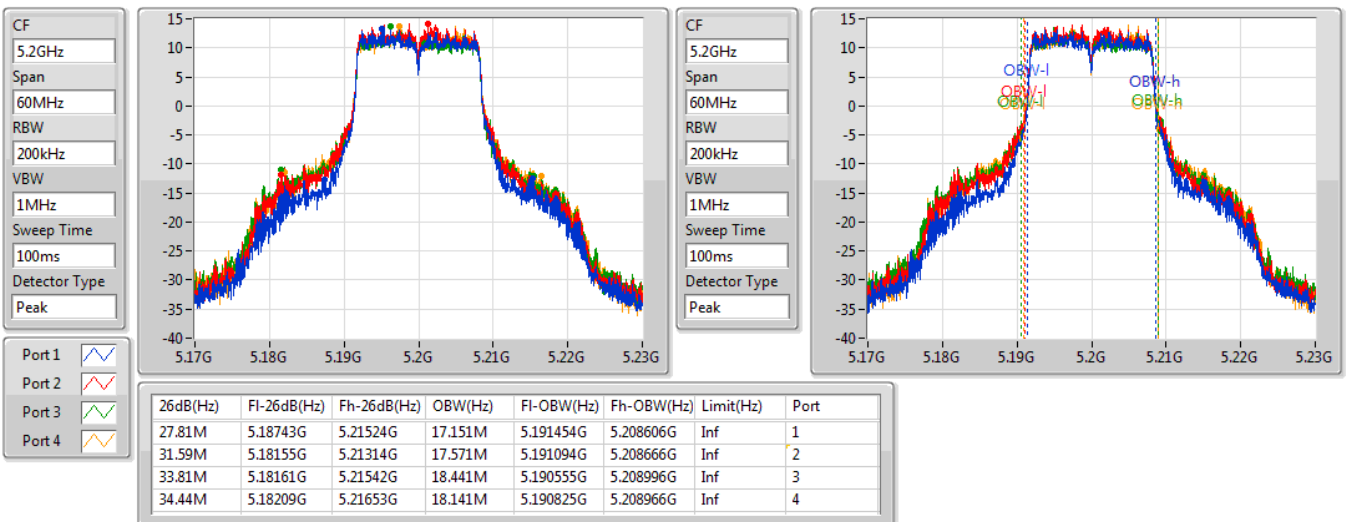 CF
5.2GHz
Span
60MHz
RBW
200kHz
VBW
1MHz
Sweep Time
100ms
Detector Type
Peak
15
10
5
0
-5
-10
-15
-20
-25
-30
-35
-40
5.17G 5.18G 5.19G 5.2G 5.21G 5.22G 5.23G
CF
5.2GHz
Span
60MHz
RBW
200kHz
VBW
1MHz
Sweep Time
100ms
Detector Type
Peak
15
10
5
0
-5
-10
-15
-20
-25
-30
-35
-40
OBW-l
OBW-l
OBW-l
OBW-h
OBW-h
5.17G 5.18G 5.19G 5.2G 5.21G 5.22G 5.23G
Port 1
Port 2
Port 3
Port 4
26dB(Hz) Fl-26dB(Hz) Fh-26dB(Hz) OBW(Hz) Fl-OBW(Hz) Fh-OBW(Hz) Limit(Hz) Port
27.81M 5.18743G 5.21524G 17.151M 5.191454G 5.208606G Inf 1
31.59M 5.18155G 5.21314G 17.571M 5.191094G 5.208666G Inf 2
33.81M 5.18161G 5.21542G 18.441M 5.190555G 5.208996G Inf 3
34.44M 5.18209G 5.21653G 18.141M 5.190825G 5.208966G Inf 4